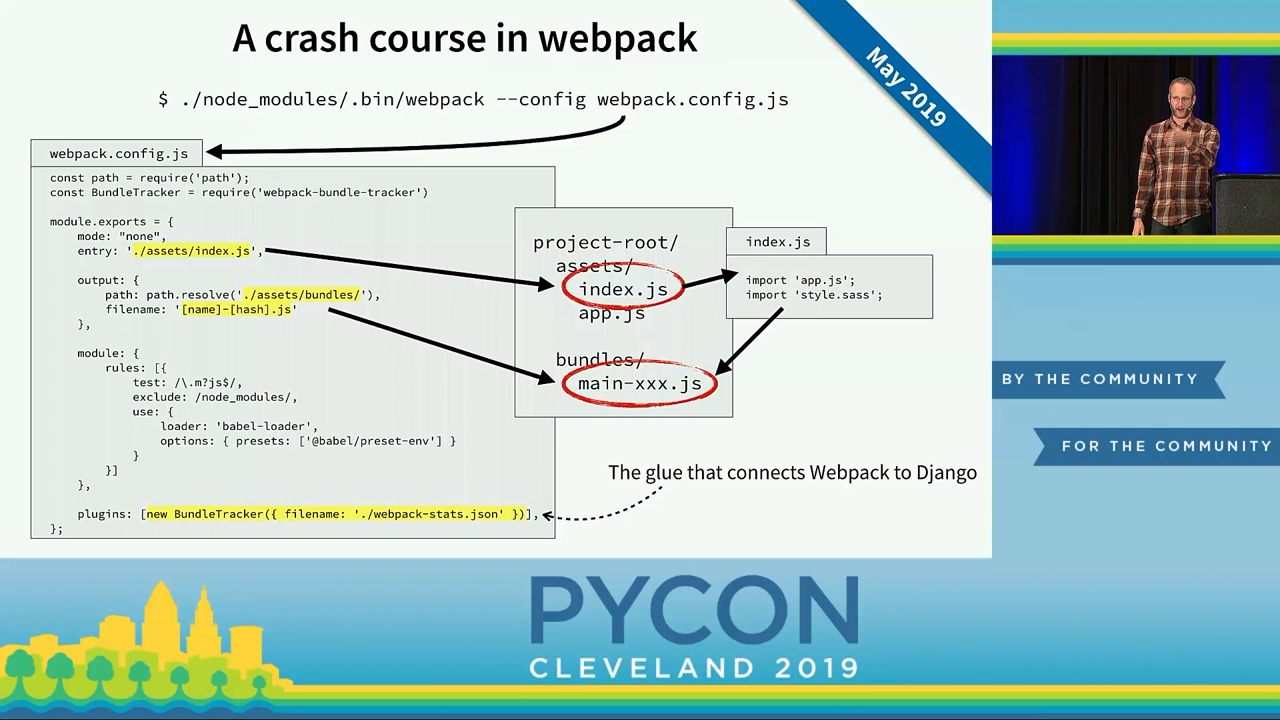 A crash course in webpack
May 2019
$ ./node_modules/.bin/webpack --config webpack.config.js
webpack.config.js
const path = require('path');
const BundleTracker = require('webpack-bundle-tracker')
module.exports = {
mode: "none",
entry: './assets/index.js',
output: {
path: path.resolve('./assets/bundles/'),
filename: '[name]-[hash].js'
},
module: {
rules: [{
test: /\.m?js$/,
exclude: /node_modules/,
use: {
loader: 'babel-loader',
options: { presets: ['@babel/preset-env'] }
}
}]
},
plugins: [new BundleTracker({ filename: './webpack-stats.json' })],
};
project-root/
assets/
index.js
app.js
bundles/
main-xxx.js
index.js
import 'app.js';
import 'style.sass';
The glue that connects Webpack to Django
BY THE COMMUNITY
FOR THE COMMUNITY
PYCON
CLEVELAND 2019